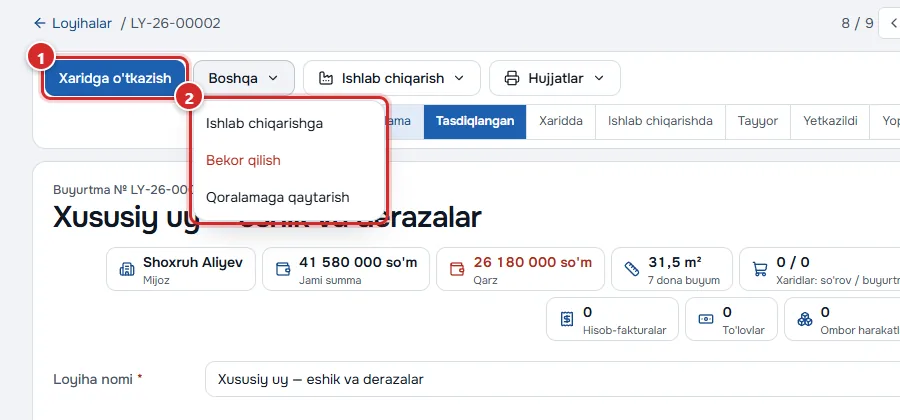 Loyihalar / LY-26-00002
8 / 9
1
Xaridga o'tkazish
Boshqa
Ishlab chiqarish
Hujjatlar
2
Ishlab chiqarishga
Bekor qilish
Qoralamaga qaytarish
Tasdiqlangan
Xaridda
Ishlab chiqarishda
Tayyor
Yetkazildi
Buyurtma № LY-26-000
Xususiy uy — eshik va derazalar
Shoxruh Aliyev
Mijoz
41 580 000 so'm
Jami summa
26 180 000 so'm
Qarz
31,5 m²
7 dona buyum
0 / 0
Xaridlar: so'rov / buyurtm
0
Hisob-fakturalar
0
To'lovlar
0
Ombor harakatl
Loyiha nomi *
Xususiy uy — eshik va derazalar